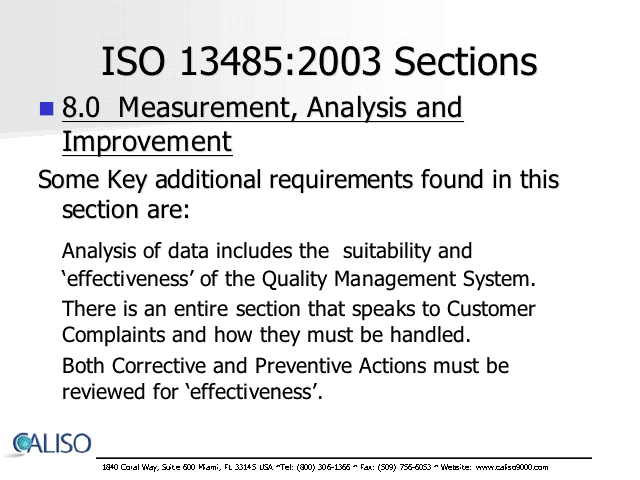 ISO 13485:2003 Sections
8.0 Measurement, Analysis and
Improvement
Some Key additional requirements found in this
section are:
Analysis of data includes the suitability and
‘effectiveness’ of the Quality Management System.
There is an entire section that speaks to Customer
Complaints and how they must be handled.
Both Corrective and Preventive Actions must be
reviewed for ‘effectiveness’.
CALISO
1840 Coral Way, Suite 600 Miami, FL 33145 USA ~Tel: (800) 306-1366 ~ Fax: (509) 756-6053 ~ Website: www.caliso9000.com